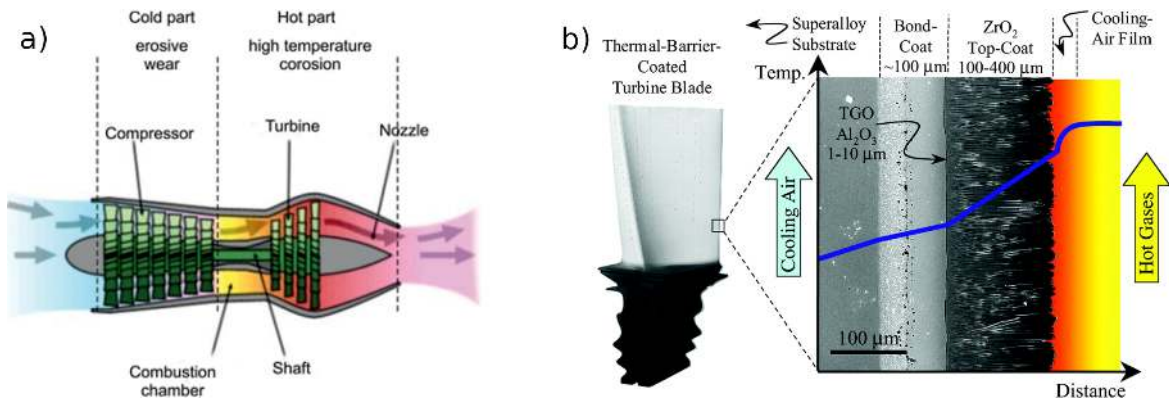 a)
Cold part
erosive
wear
Hot part
high temperature
corosion
Compressor
Turbine
Nozzle
Combustion
chamber
Shaft
b)
Thermal-Barrier-
Coated
Turbine Blade
Superalloy
Substrate
Bond-
Coat
~100 µm
ZrO2
Top-Coat
100-400 µm
Cooling-
Air Film
Temp.
TGO
Al2O3
1-10 µm
Cooling Air
Hot Gases
100 µm
Distance